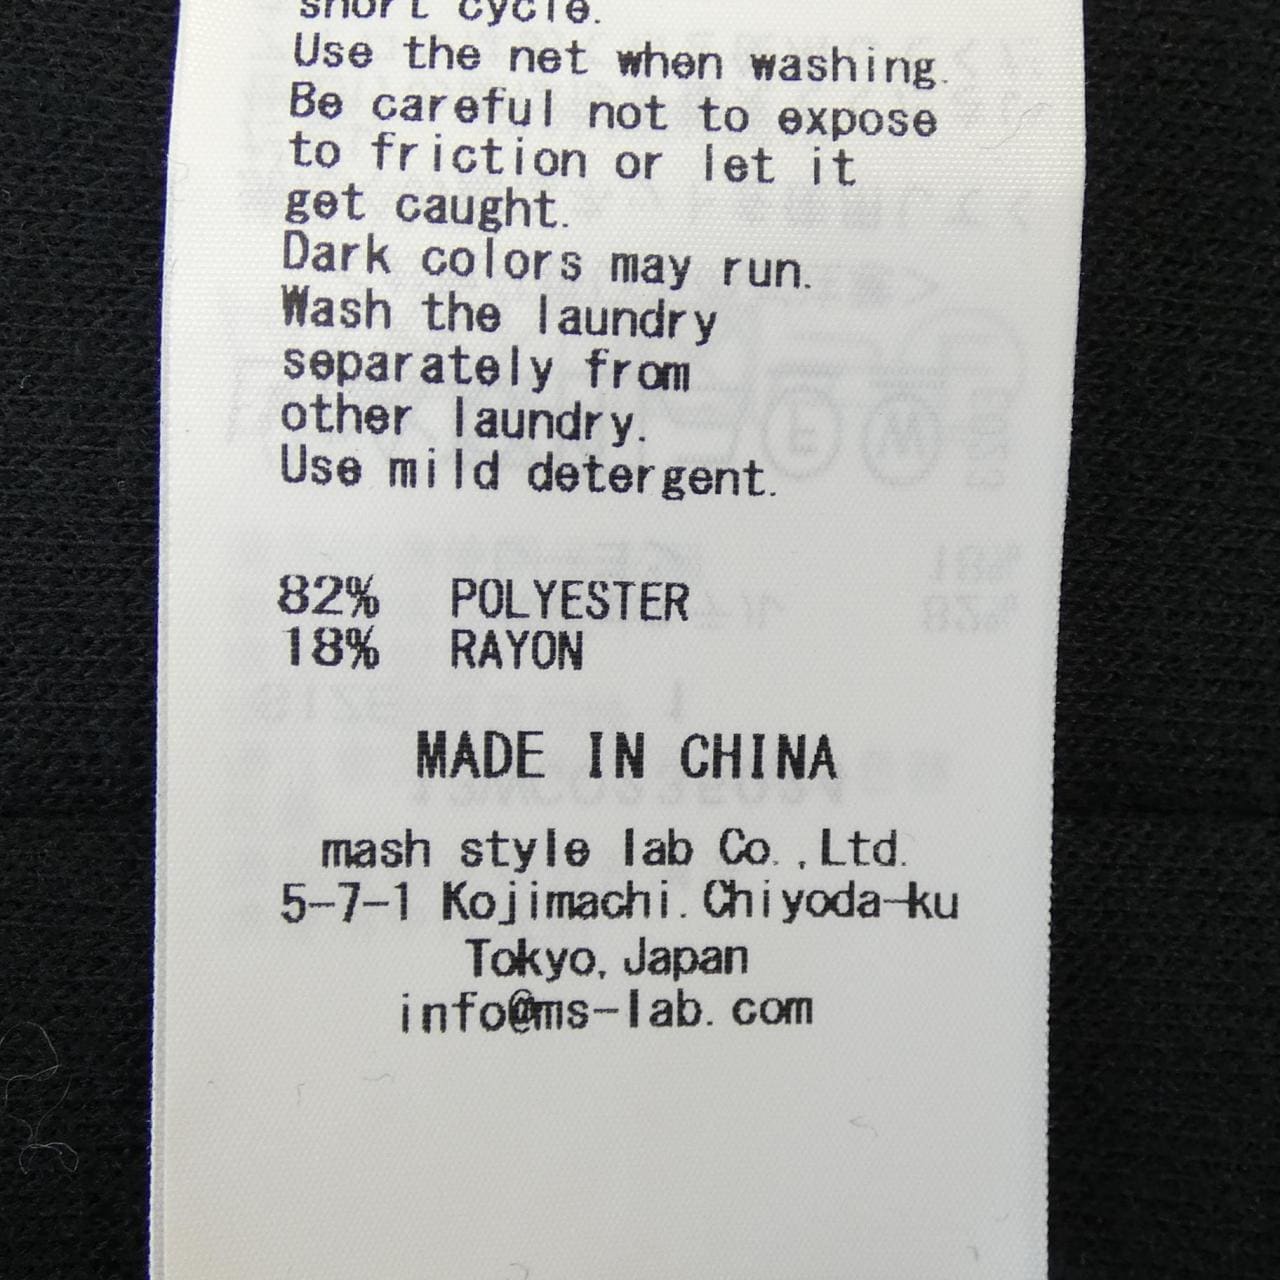 short cycle.
Use the net when washing.
Be careful not to expose
to friction or let it
get caught.
Dark colors may run.
Wash the laundry
separately from
other laundry.
Use mild detergent.
82% POLYESTER
18% RAYON
MADE IN CHINA
mash style lab Co.,Ltd.
5-7-1 Kojimachi.Chiyoda-ku
Tokyo, Japan
info@ms-lab.com